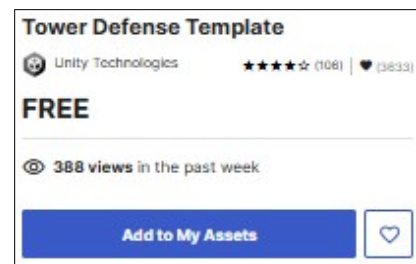 Tower Defense Template
Unity Technologies ★★★★☆ (108) | ♥ (3833)
FREE
388 views in the past week
Add to My Assets